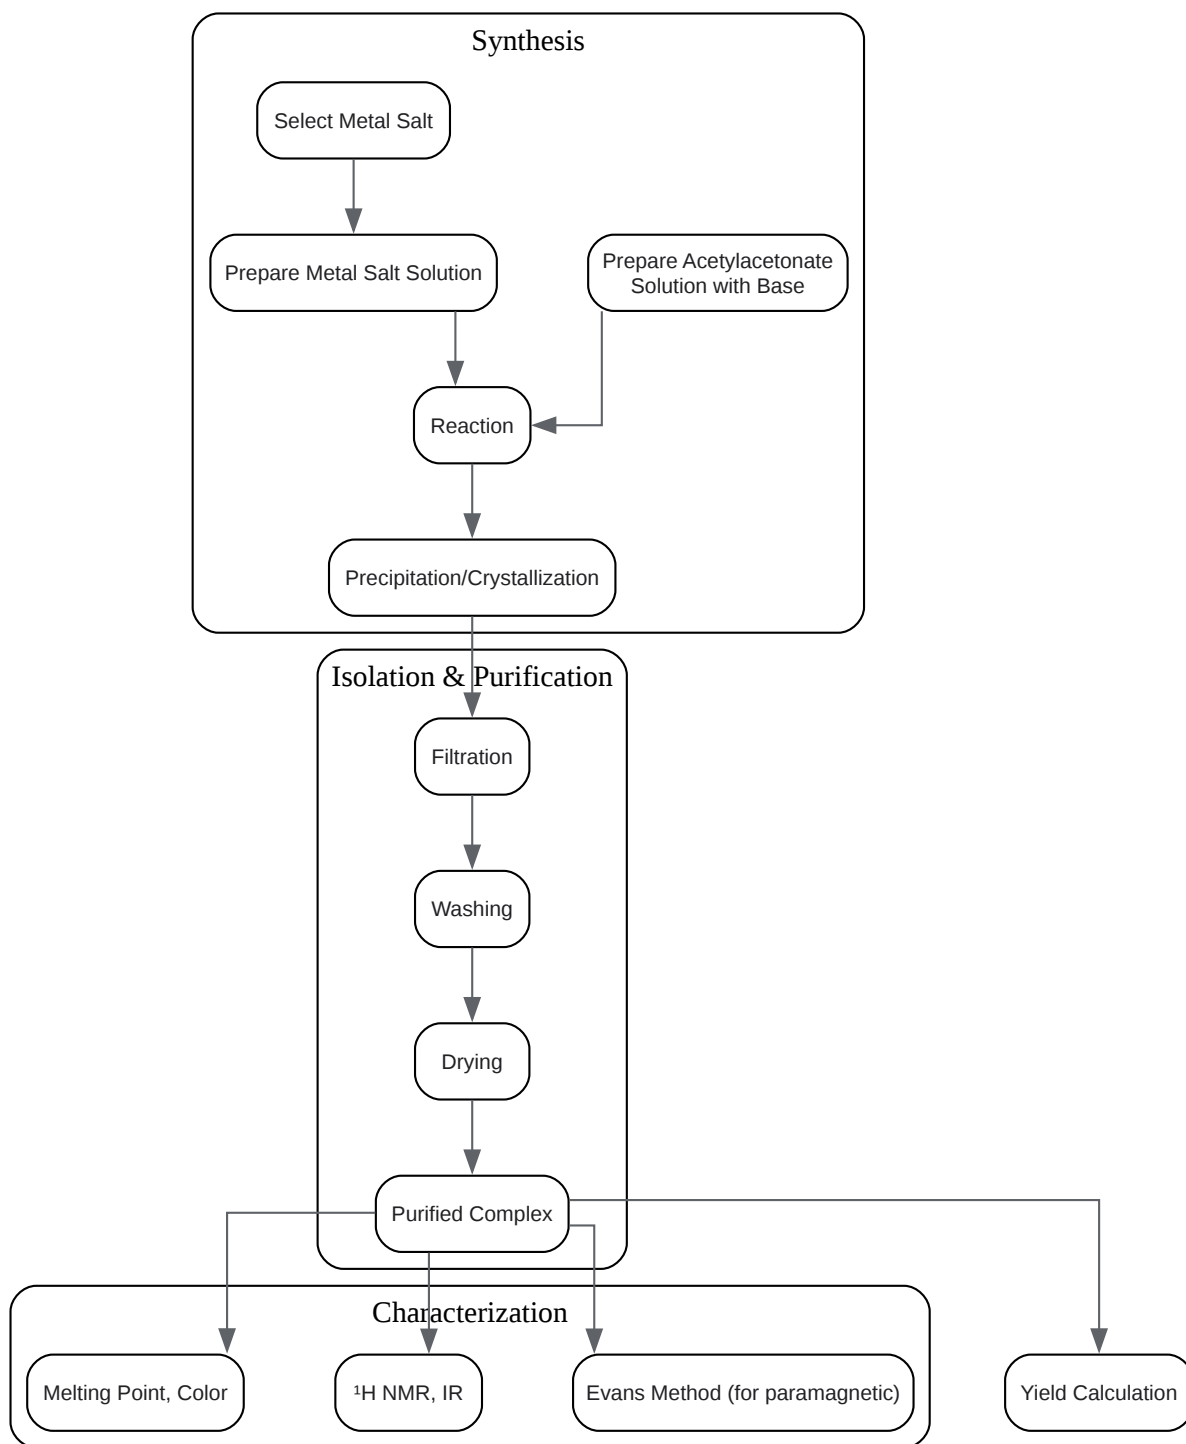 Synthesis
Select Metal Salt
Prepare Metal Salt Solution
Prepare Acetylacetonate
Solution with Base
Reaction
Precipitation/Crystallization
Isolation & Purification
Filtration
Washing
Drying
Purified Complex
Characterization
Melting Point, Color
¹H NMR, IR
Evans Method (for paramagnetic)
Yield Calculation